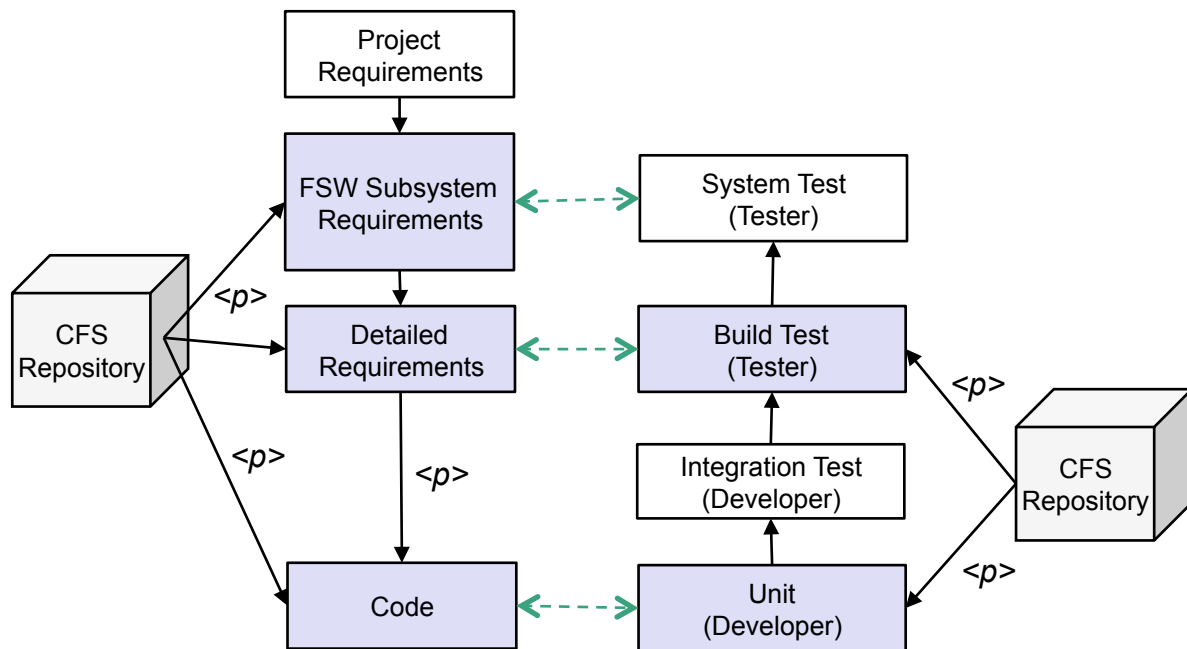 Project
Requirements
FSW Subsystem
Requirements
System Test
(Tester)
<p>
CFS
Repository
Detailed
Requirements
Build Test
(Tester)
<p>
<p>
<p>
Integration Test
(Developer)
CFS
Repository
<p>
Code
Unit
(Developer)